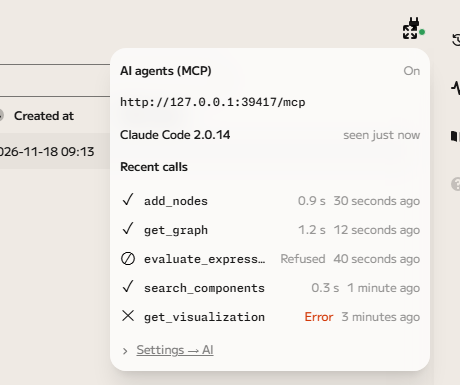 AI agents (MCP) On
http://127.0.0.1:39417/mcp
Created at
Claude Code 2.0.14 seen just now
026-11-18 09:13
Recent calls
add_nodes 0.9 s 30 seconds ago
get_graph 1.2 s 12 seconds ago
evaluate_express… Refused 40 seconds ago
search_components 0.3 s 1 minute ago
get_visualization Error 3 minutes ago
› Settings → AI